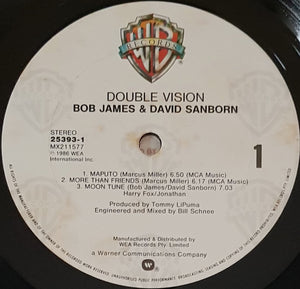 RECORDS
DOUBLE VISION
BOB JAMES & DAVID SANBORN
STEREO
25393-1
MX211577
© 1986 WEA
International Inc.
1
1. MAPUTO (Marcus Miller) 6.50 (MCA Music)
2. MORE THAN FRIENDS (Marcus Miller) 6.17 (MCA Music)
3. MOON TUNE (Bob James/David Sanborn) 7.03
Harry Fox/Jonathan
Produced by Tommy LiPuma
Engineered and Mixed by Bill Schnee
Manufactured & Distributed by
WEA Records Pty. Limited
a Warner Communications Company